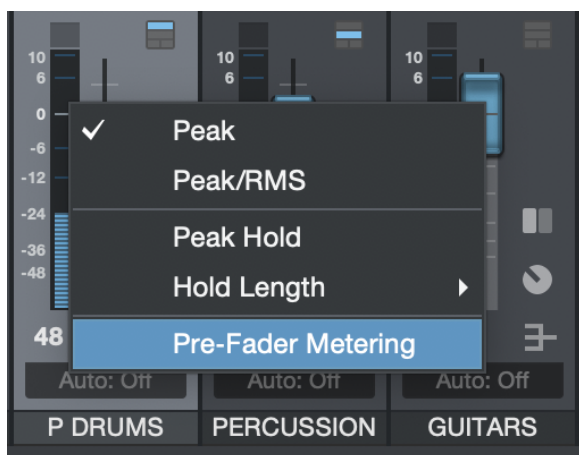 10
6
0
-6
-12
-24
-36
-48
48
10
6
10
6
✓ Peak
Peak/RMS
Peak Hold
Hold Length
Pre-Fader Metering
Auto: Off
Auto: Off
Auto: Off
P DRUMS
PERCUSSION
GUITARS